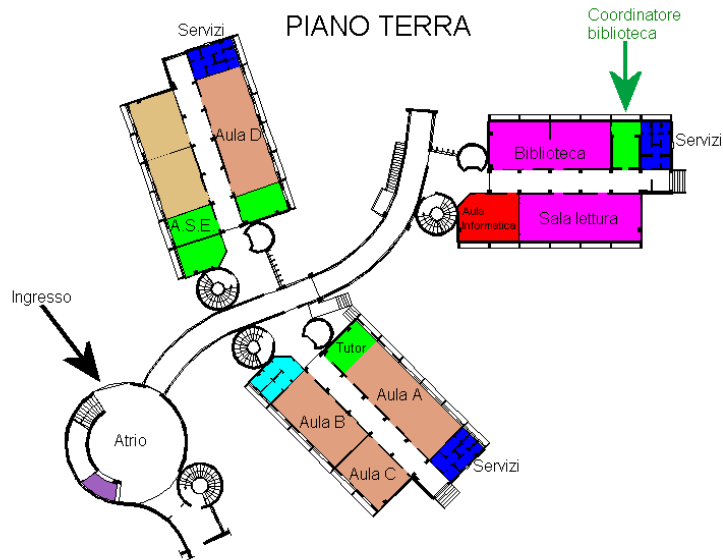 PIANO TERRA
Coordinatore
biblioteca
Servizi
Aula D
Biblioteca
Servizi
A.S.E.
Aula
Informatica
Sala lettura
Ingresso
Tutor
Aula A
Aula B
Atrio
Aula C
Servizi